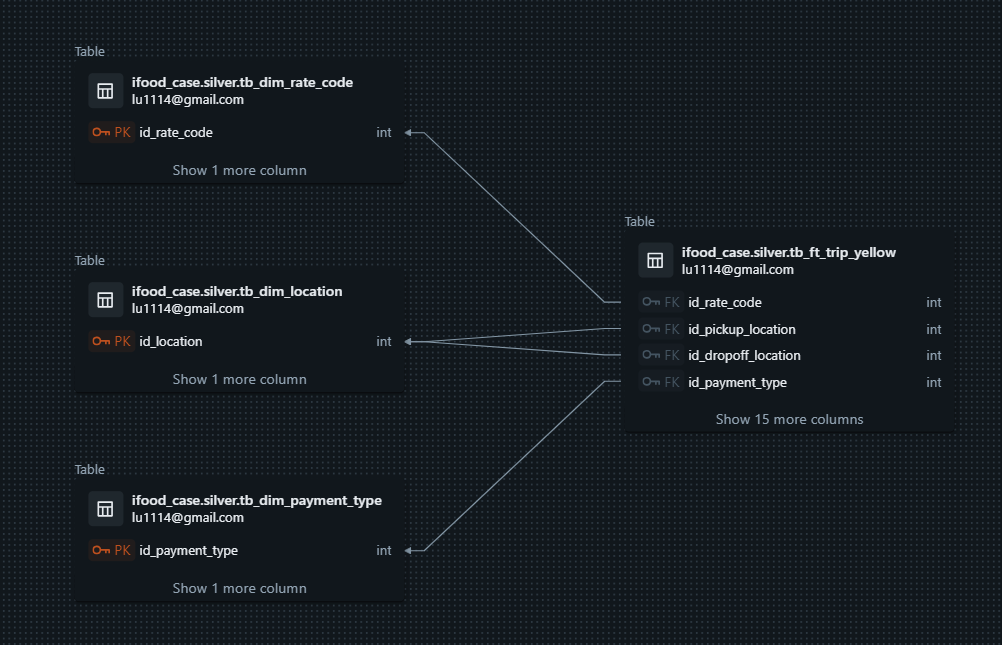 Table
ifood_case.silver.tb_dim_rate_code
lu1114@gmail.com
PK id_rate_code int
Show 1 more column
Table
ifood_case.silver.tb_dim_location
lu1114@gmail.com
PK id_location int
Show 1 more column
Table
ifood_case.silver.tb_dim_payment_type
lu1114@gmail.com
PK id_payment_type int
Show 1 more column
Table
ifood_case.silver.tb_ft_trip_yellow
lu1114@gmail.com
FK id_rate_code int
FK id_pickup_location int
FK id_dropoff_location int
FK id_payment_type int
Show 15 more columns